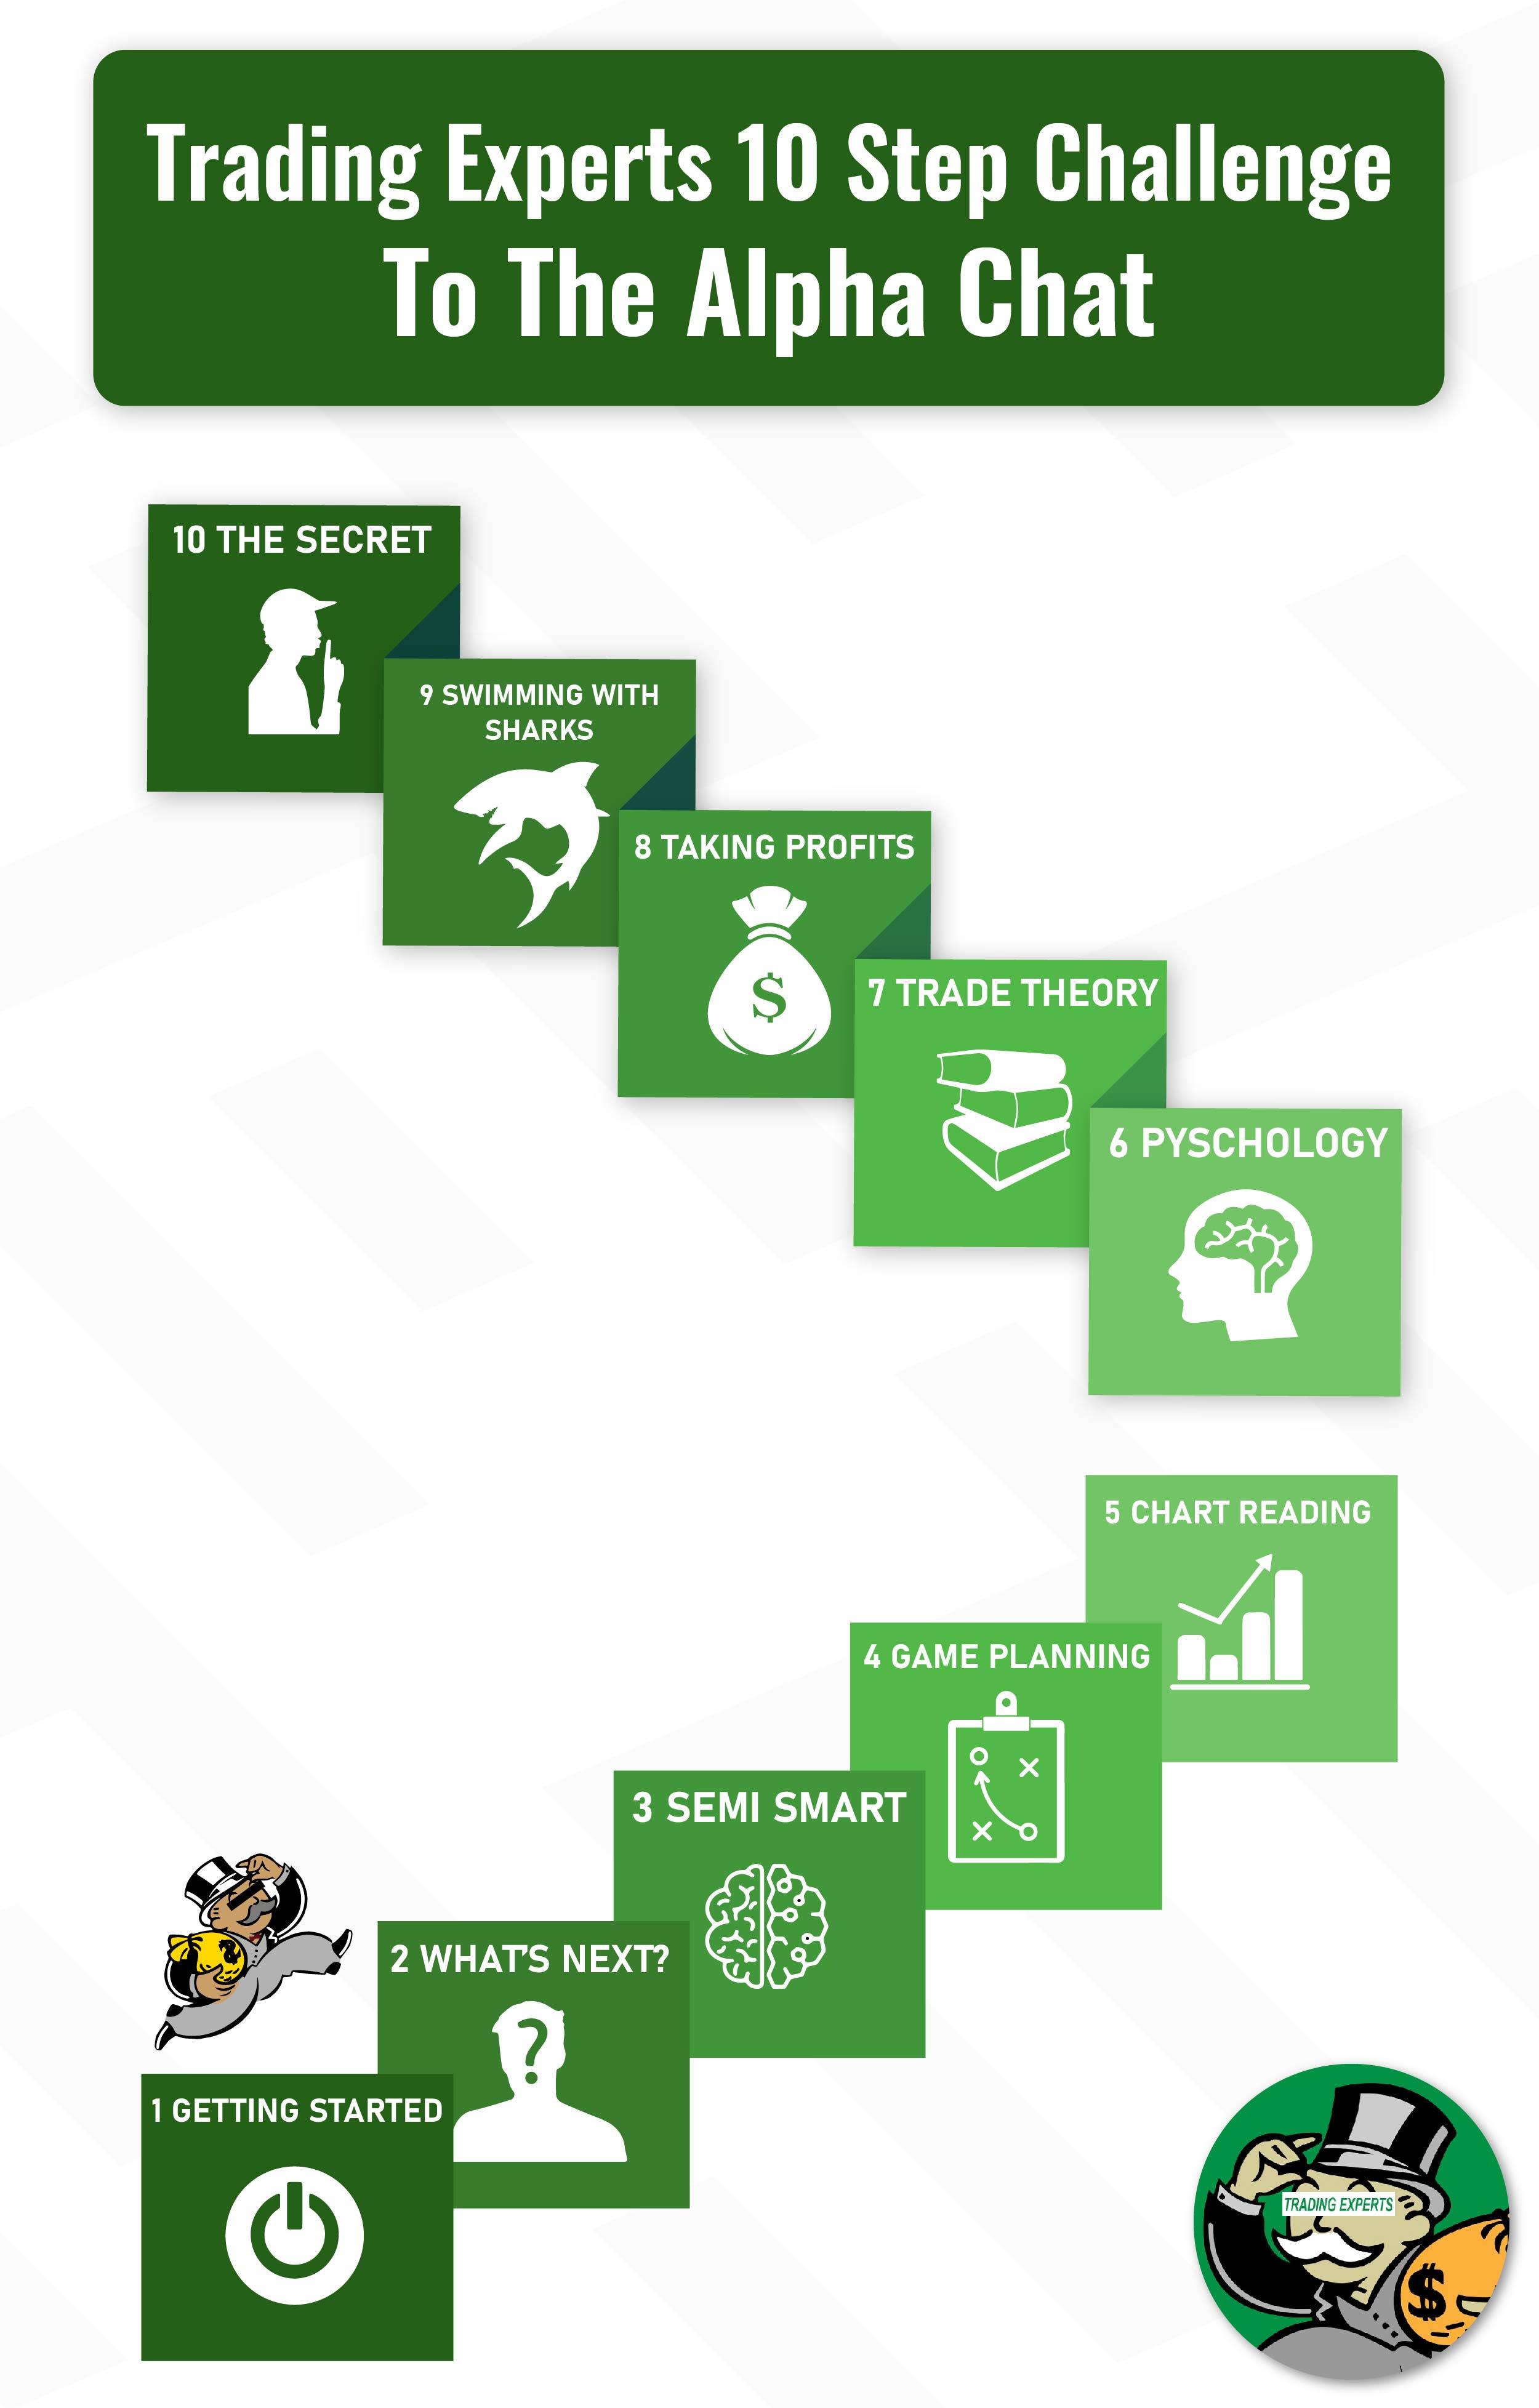 Trading Experts 10 Step Challenge
To The Alpha Chat
10 THE SECRET
9 SWIMMING WITH
SHARKS
8 TAKING PROFITS
$
7 TRADE THEORY
6 PYSCHOLOGY
5 CHART READING
4 GAME PLANNING
3 SEMI SMART
2 WHAT'S NEXT?
?
$
1 GETTING STARTED
TRADING EXPERTS
$